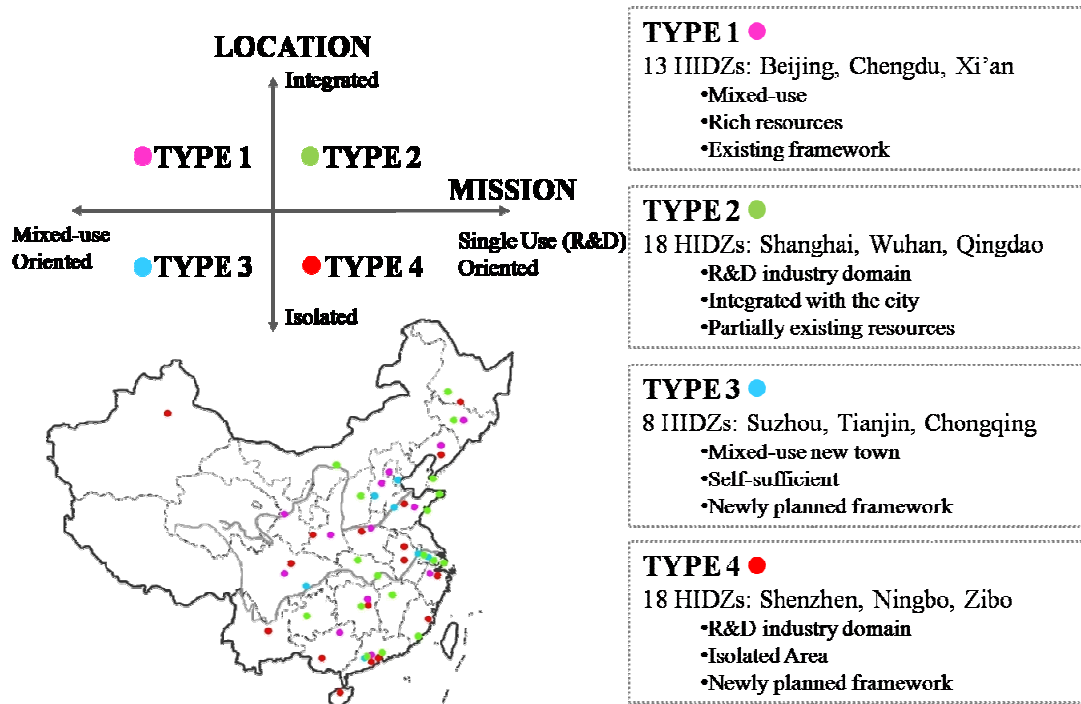 LOCATION
Integrated
TYPE 1
TYPE 2
MISSION
Mixed-use
Oriented
Single Use (R&D)
Oriented
TYPE 3
TYPE 4
Isolated
TYPE 1
13 HIDZs: Beijing, Chengdu, Xi’an
•Mixed-use
•Rich resources
•Existing framework
TYPE 2
18 HIDZs: Shanghai, Wuhan, Qingdao
•R&D industry domain
•Integrated with the city
•Partially existing resources
TYPE 3
8 HIDZs: Suzhou, Tianjin, Chongqing
•Mixed-use new town
•Self-sufficient
•Newly planned framework
TYPE 4
18 HIDZs: Shenzhen, Ningbo, Zibo
•R&D industry domain
•Isolated Area
•Newly planned framework